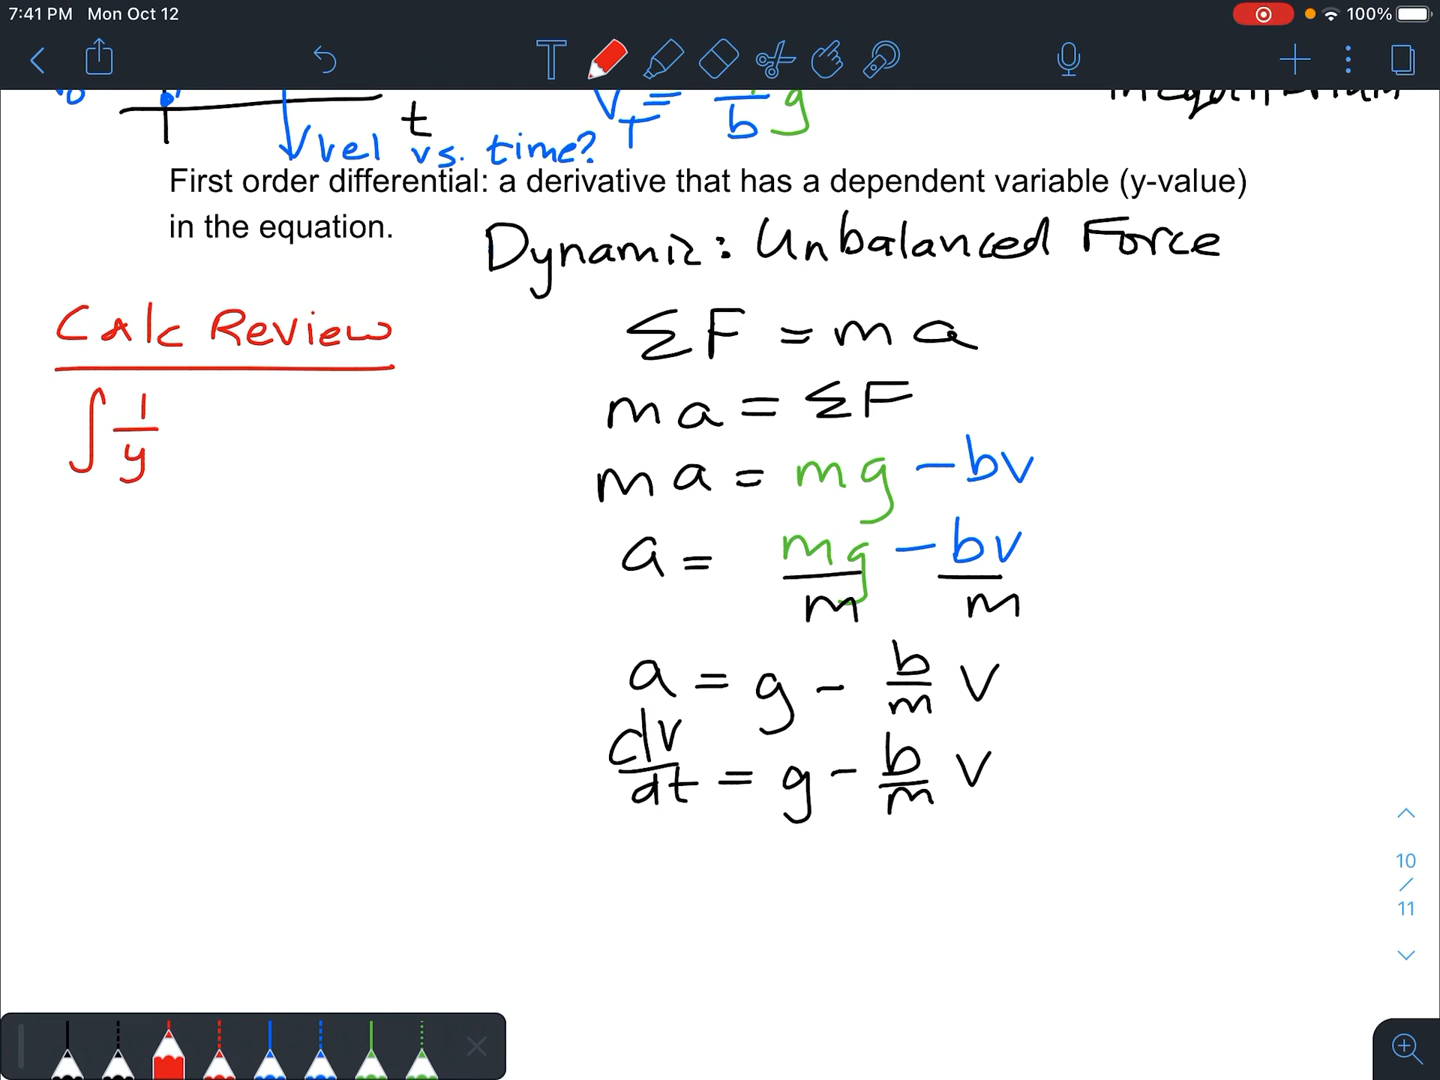 7:41 PM Mon Oct 12 100%
T
t
V_T = b g
vel vs. time?
First order differential: a derivative that has a dependent variable (y-value)
in the equation.
Dynamic: Unbalanced Force
Calc Review
∫ 1/y
ΣF = ma
ma = ΣF
ma = mg - bv
a = mg/m - bv/m
a = g - b/m v
dv/dt = g - b/m v
10
/
11